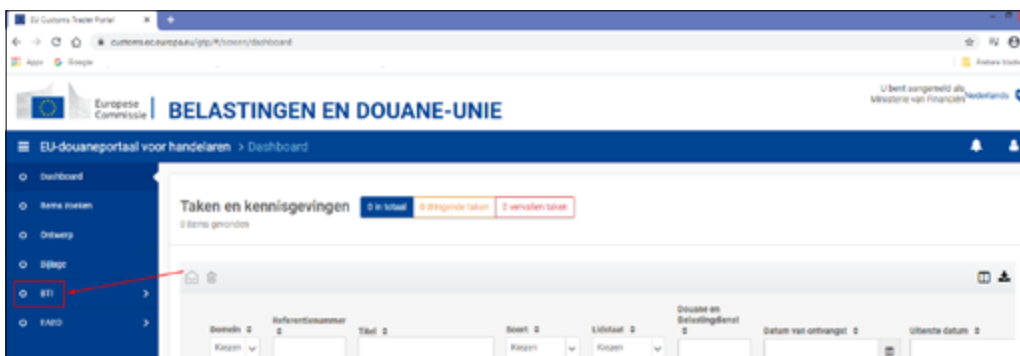 EU Customs Trader Portal
customs.ec.europa.eu/gtp/#/screen/dashboard
Apps Google
Andere
Europese
Commissie
BELASTINGEN EN DOUANE-UNIE
U bent aangemeld als
Ministerie van Financiën
Nederlands
EU-douaneportaal voor handelaren > Dashboard
Dashboard
Items zoeken
Ontwerp
Bijlage
BTI
Taken en kennisgevingen
0 in totaal
0 dringende taken
0 vervallen taken
0 items gevonden
Domein
Referentienummer
Titel
Soort
Lidstaat
Douane en
Belastingdienst
Datum van ontvangst
Uiterste datum
Kiezen
Kiezen
Kiezen